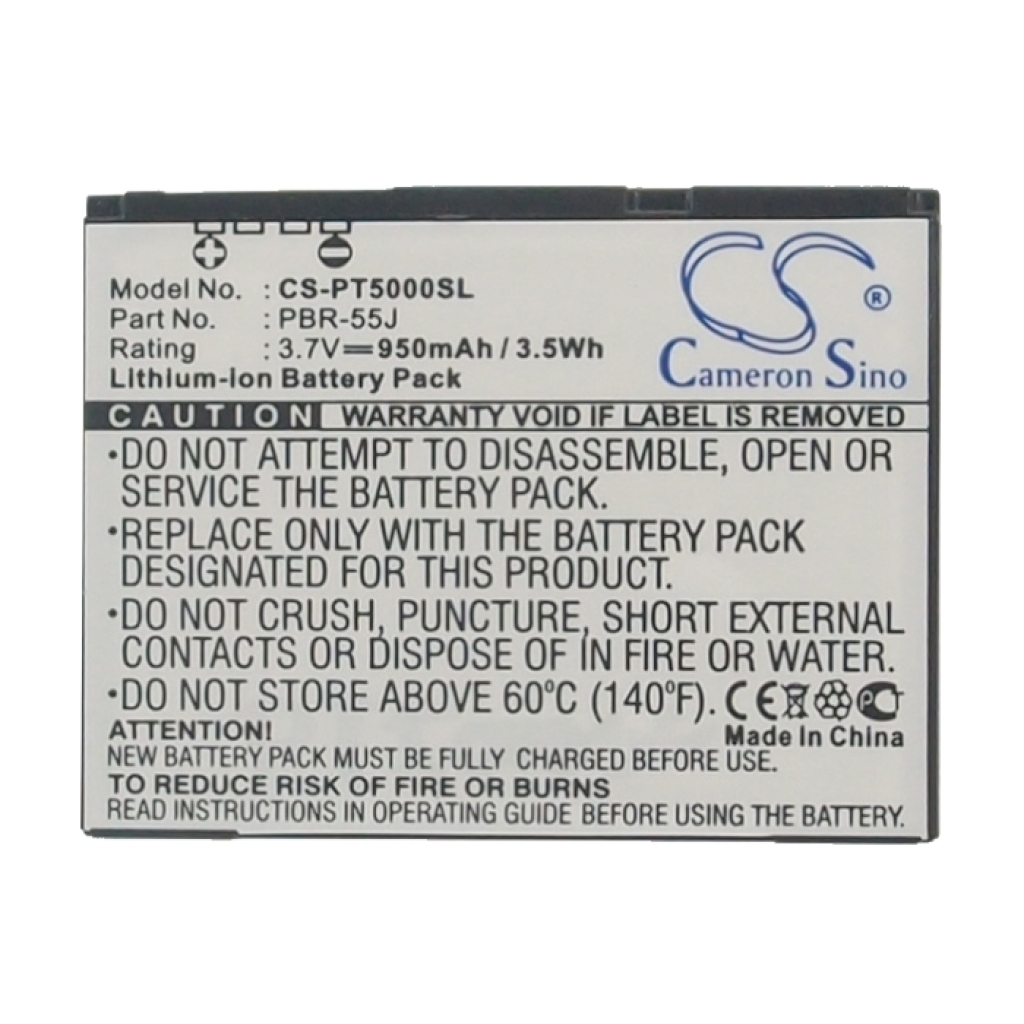 CS®
Cameron Sino
Model No. : CS-PT5000SL
Part No. : PBR-55J
Rating : 3.7V⎓950mAh / 3.5Wh
Lithium-Ion Battery Pack
CAUTION WARRANTY VOID IF LABEL IS REMOVED
·DO NOT ATTEMPT TO DISASSEMBLE, OPEN OR
SERVICE THE BATTERY PACK.
·REPLACE ONLY WITH THE BATTERY PACK
DESIGNATED FOR THIS PRODUCT.
·DO NOT CRUSH, PUNCTURE, SHORT EXTERNAL
CONTACTS OR DISPOSE OF IN FIRE OR WATER.
·DO NOT STORE ABOVE 60°C (140°F). CE
ATTENTION! Made In China
NEW BATTERY PACK MUST BE FULLY CHARGED BEFORE USE.
TO REDUCE RISK OF FIRE OR BURNS
READ INSTRUCTIONS IN OPERATING GUIDE BEFORE USING THE BATTERY.